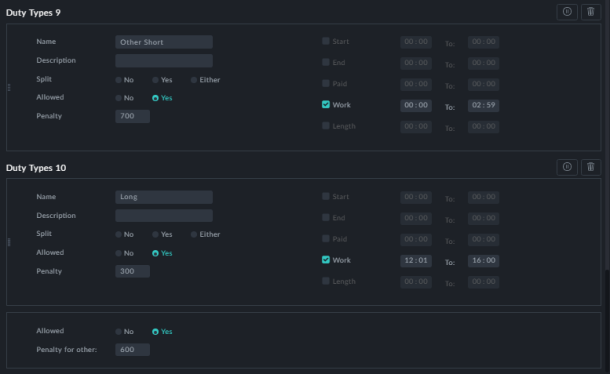 Duty Types 9
Name Other Short Start 00:00 To: 00:00
Description End 00:00 To: 00:00
Split No Yes Either Paid 00:00 To: 00:00
Allowed No Yes Work 00:00 To: 02:59
Penalty 700 Length 00:00 To: 00:00
Duty Types 10
Name Long Start 00:00 To: 00:00
Description End 00:00 To: 00:00
Split No Yes Either Paid 00:00 To: 00:00
Allowed No Yes Work 12:01 To: 16:00
Penalty 300 Length 00:00 To: 00:00
Allowed No Yes
Penalty for other: 600